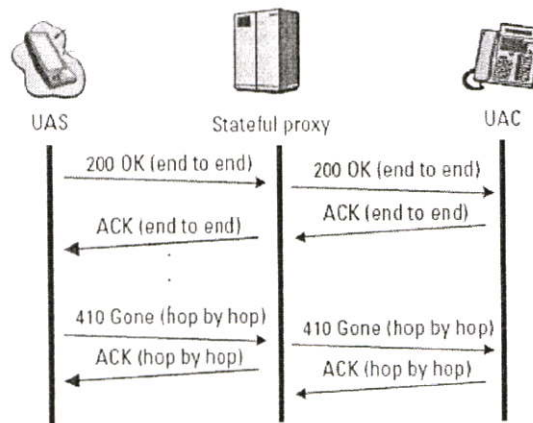 UAS
Stateful proxy
UAC
200 OK (end to end)
200 OK (end to end)
ACK (end to end)
ACK (end to end)
410 Gone (hop by hop)
410 Gone (hop by hop)
ACK (hop by hop)
ACK (hop by hop)